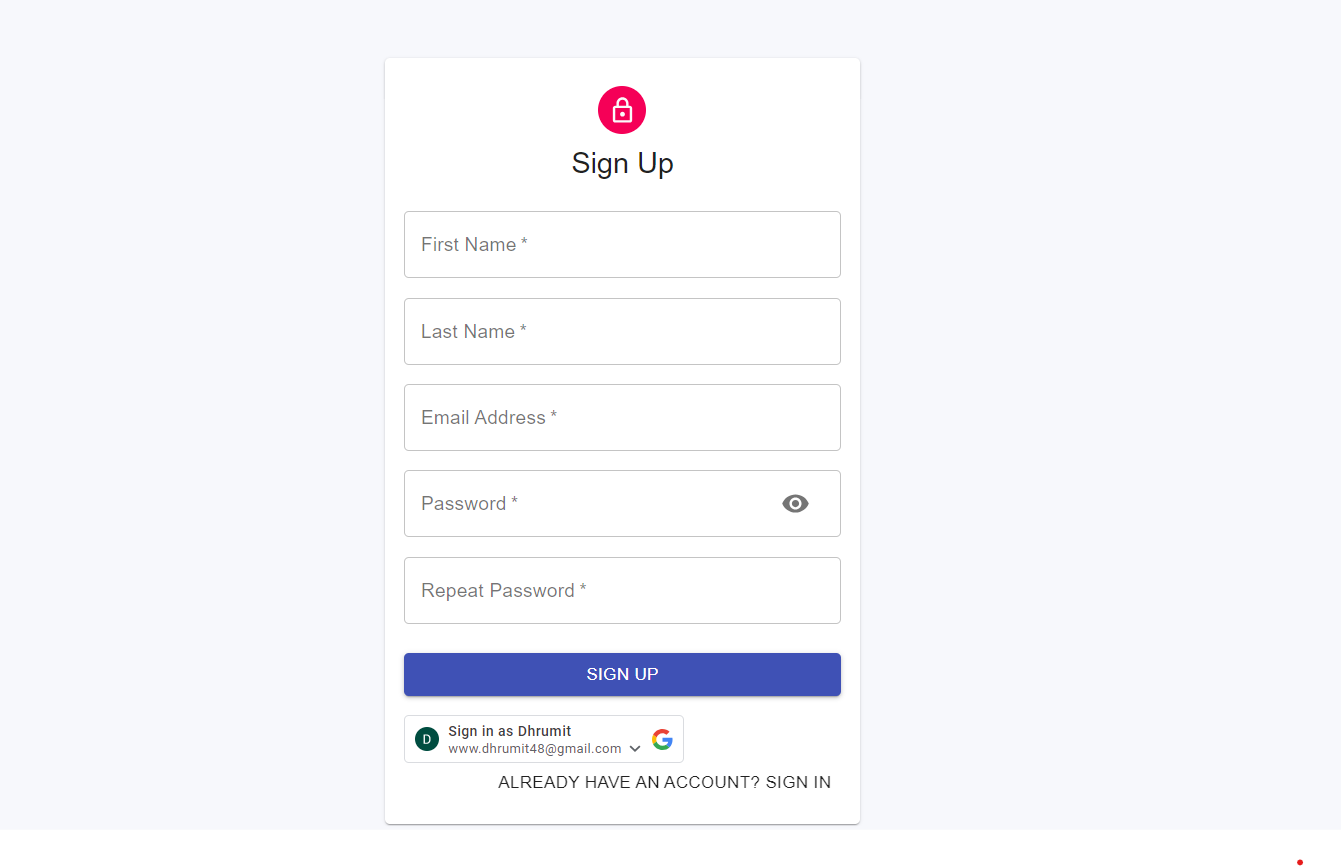 Sign Up
First Name *
Last Name *
Email Address *
Password *
Repeat Password *
SIGN UP
D
Sign in as Dhrumit
www.dhrumit48@gmail.com
ALREADY HAVE AN ACCOUNT? SIGN IN